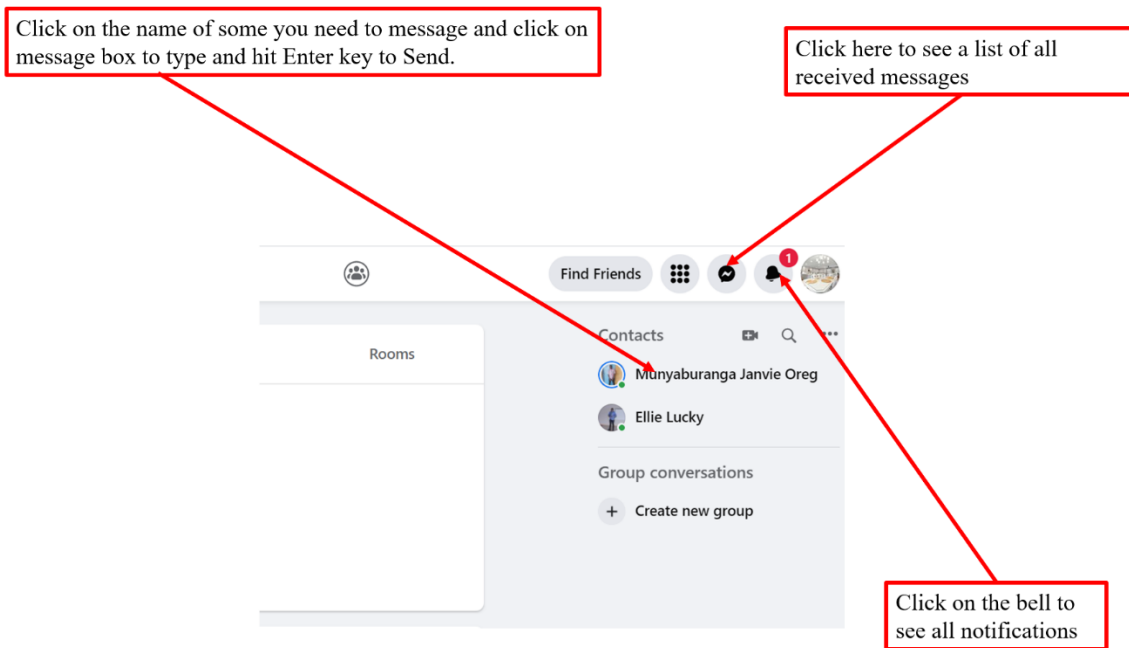 Click on the name of some you need to message and click on
message box to type and hit Enter key to Send.
Click here to see a list of all
received messages
Find Friends
1
Contacts
Rooms
Munyaburanga Janvie Oreg
Ellie Lucky
Group conversations
+ Create new group
Click on the bell to
see all notifications